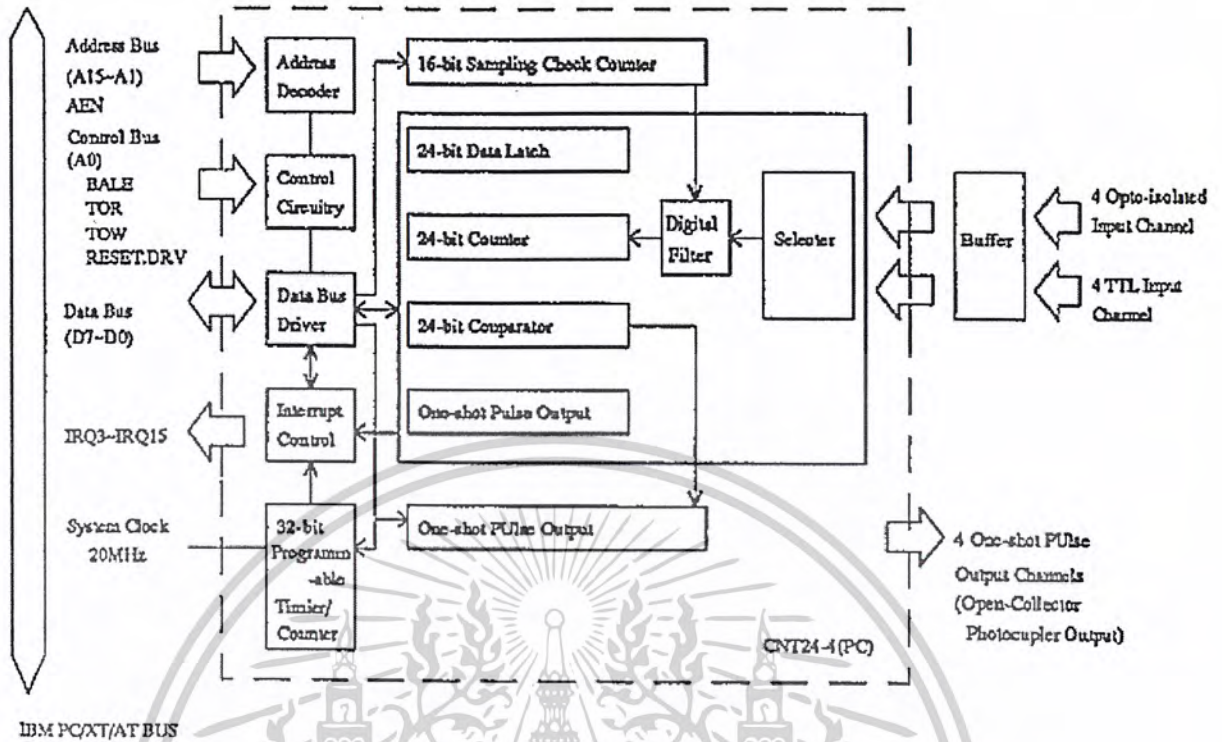 Address Bus
(A15~A1)
AEN
Control Bus
(A0)
BALE
TOR
TOW
RESET.DRV
Data Bus
(D7~D0)
IRQ3~IRQ15
System Clock
20MHz
IBM PC/XT/AT BUS
Address
Decoder
Control
Circuitry
Data Bus
Driver
Interrupt
Control
32-bit
Programm
-able
Timier/
Counter
16-bit Sampling Check Counter
24-bit Data Latch
24-bit Counter
24-bit Couparator
One-shot Pulse Output
One-shot PUlse Output
Digital
Filter
Selecter
Buffer
4 Opto-isolated
Input Channel
4 TTL Input
Channel
4 One-shot PUlse
Output Channels
(Open-Collector
Photocupler Output)
CNT24-4(PC)